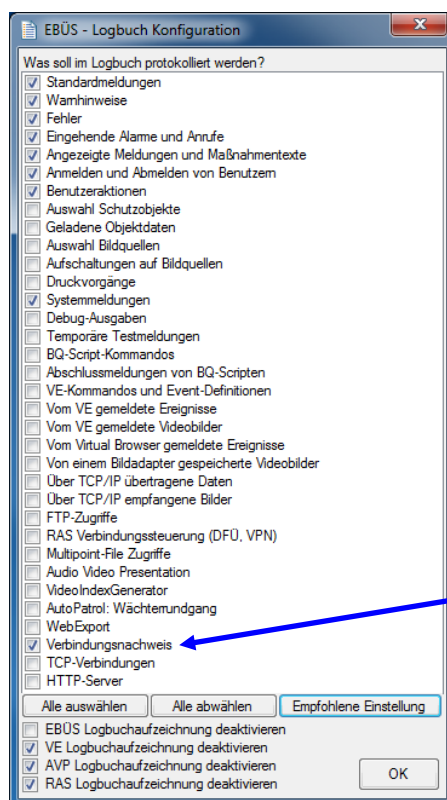 EBÜS - Logbuch Konfiguration
Was soll im Logbuch protokolliert werden?
Standardmeldungen
Warnhinweise
Fehler
Eingehende Alarme und Anrufe
Angezeigte Meldungen und Maßnahmentexte
Anmelden und Abmelden von Benutzern
Benutzeraktionen
Auswahl Schutzobjekte
Geladene Objektdaten
Auswahl Bildquellen
Aufschaltungen auf Bildquellen
Druckvorgänge
Systemmeldungen
Debug-Ausgaben
Temporäre Testmeldungen
BQ-Script-Kommandos
Abschlussmeldungen von BQ-Scripten
VE-Kommandos und Event-Definitionen
Vom VE gemeldete Ereignisse
Vom VE gemeldete Videobilder
Vom Virtual Browser gemeldete Ereignisse
Von einem Bildadapter gespeicherte Videobilder
Über TCP/IP übertragene Daten
Über TCP/IP empfangene Bilder
FTP-Zugriffe
RAS Verbindungssteuerung (DFÜ, VPN)
Multipoint-File Zugriffe
Audio Video Presentation
VideoIndexGenerator
AutoPatrol: Wächterrundgang
WebExport
Verbindungsnachweis
TCP-Verbindungen
HTTP-Server
Alle auswählen Alle abwählen Empfohlene Einstellung
EBÜS Logbuchaufzeichnung deaktivieren
VE Logbuchaufzeichnung deaktivieren
AVP Logbuchaufzeichnung deaktivieren
RAS Logbuchaufzeichnung deaktivieren
OK